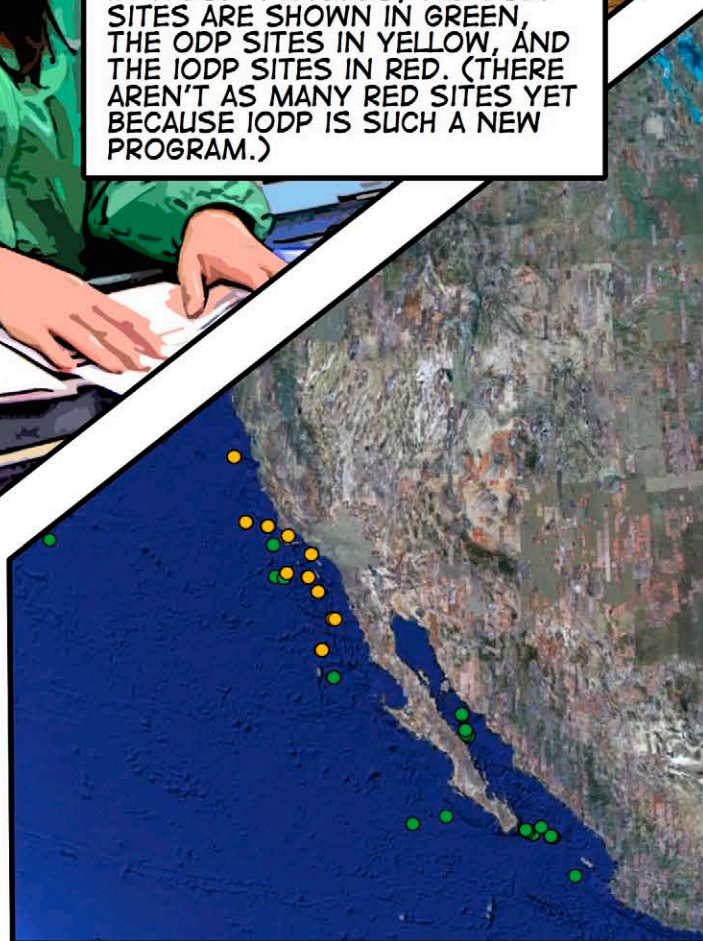 SITES ARE SHOWN IN GREEN,
THE ODP SITES IN YELLOW, AND
THE IODP SITES IN RED. (THERE
AREN'T AS MANY RED SITES YET
BECAUSE IODP IS SUCH A NEW
PROGRAM.)